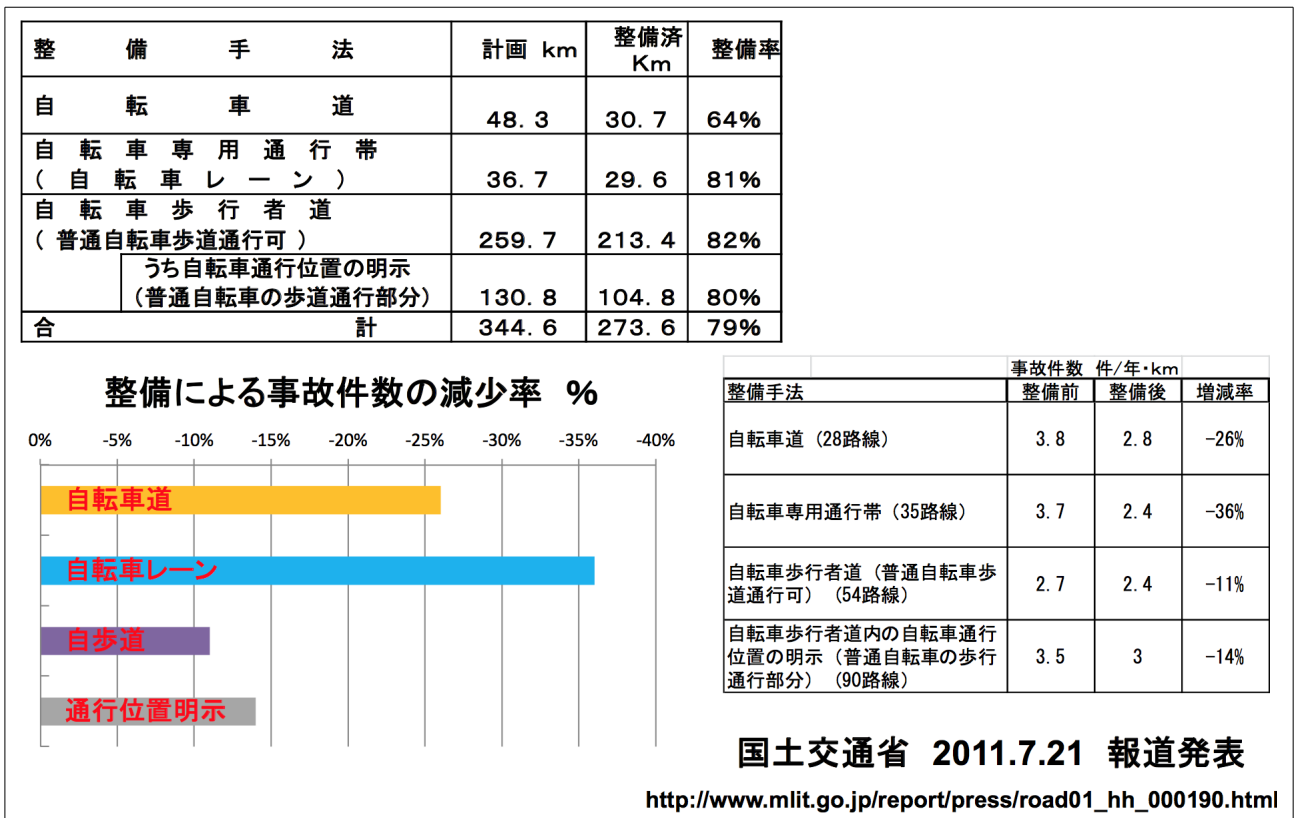 整備手法 計画 km 整備済 Km 整備率
自転車道 48.3 30.7 64%
自転車専用通行帯
(自転車レーン) 36.7 29.6 81%
自転車歩行者道
(普通自転車歩道通行可) 259.7 213.4 82%
うち自転車通行位置の明示
(普通自転車の歩道通行部分) 130.8 104.8 80%
合計 344.6 273.6 79%
整備による事故件数の減少率 %
0% -5% -10% -15% -20% -25% -30% -35% -40%
自転車道
自転車レーン
自歩道
通行位置明示
事故件数 件/年・km
整備手法 整備前 整備後 増減率
自転車道(28路線) 3.8 2.8 -26%
自転車専用通行帯(35路線) 3.7 2.4 -36%
自転車歩行者道(普通自転車歩
道通行可)(54路線) 2.7 2.4 -11%
自転車歩行者道内の自転車通行
位置の明示(普通自転車の歩行
通行部分)(90路線) 3.5 3 -14%
国土交通省 2011.7.21 報道発表
http://www.mlit.go.jp/report/press/road01_hh_000190.html